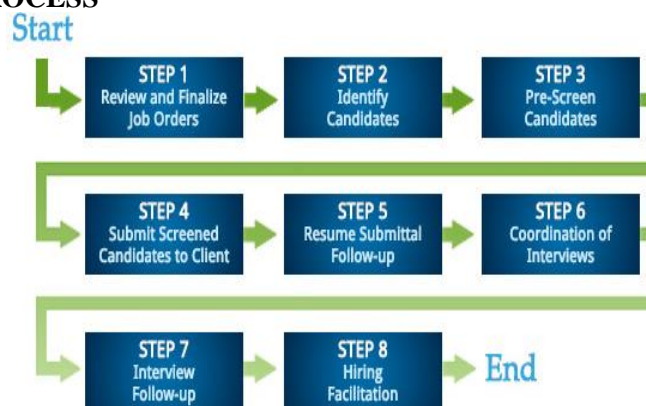 ROCESS
Start
STEP 1
Review and Finalize
Job Orders
STEP 2
Identify
Candidates
STEP 3
Pre-Screen
Candidates
STEP 4
Submit Screened
Candidates to Client
STEP 5
Resume Submittal
Follow-up
STEP 6
Coordination of
Interviews
STEP 7
Interview
Follow-up
STEP 8
Hiring
Facilitation
End